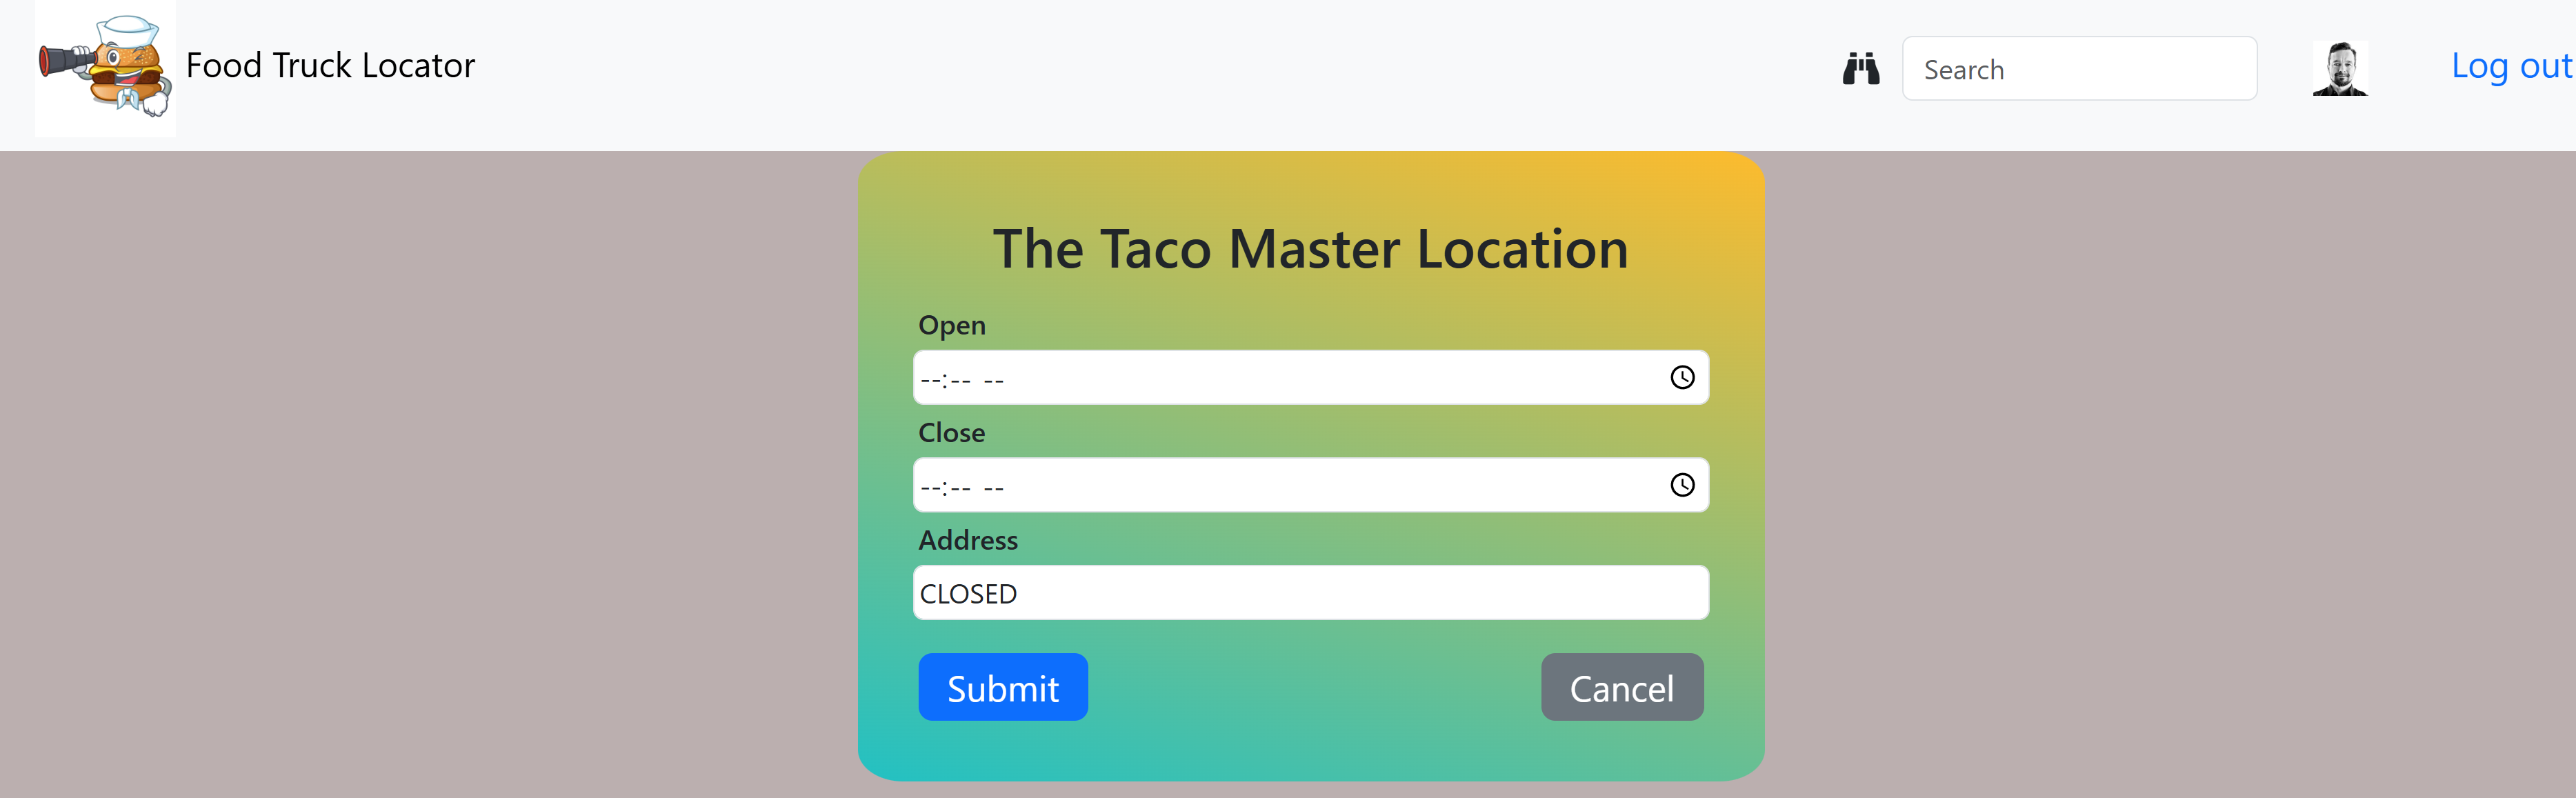 Food Truck Locator
Search
Log out
The Taco Master Location
Open
--:-- --
Close
--:-- --
Address
CLOSED
Submit
Cancel